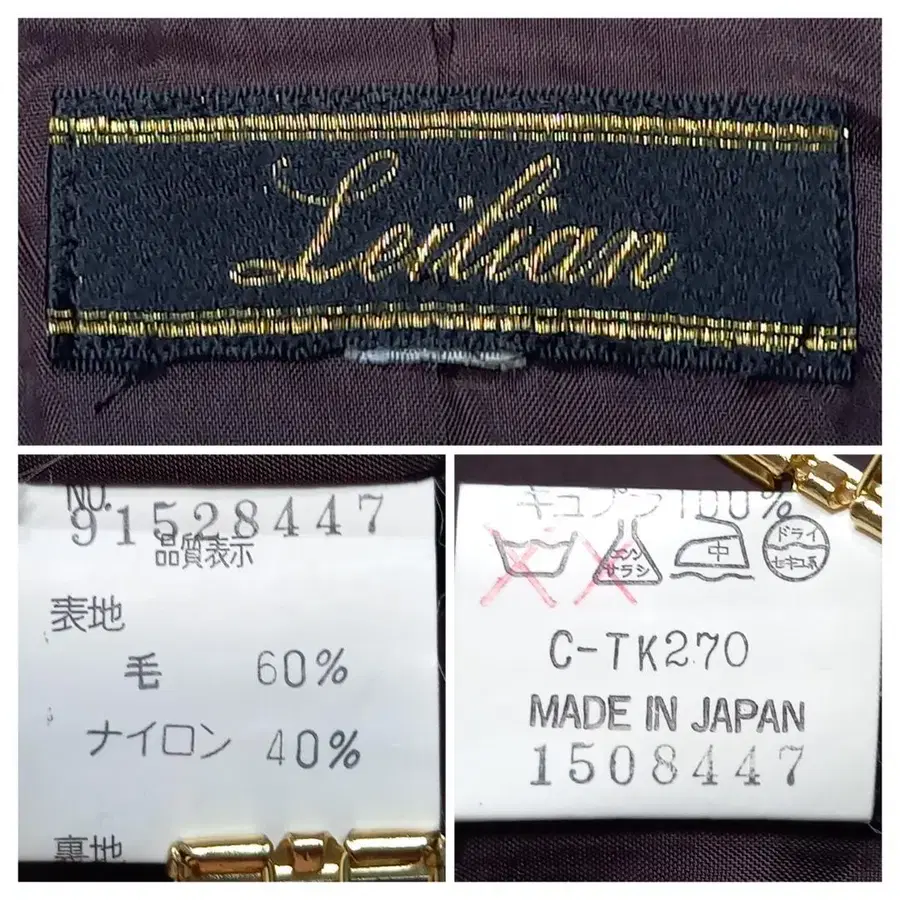 Leilian
NO.
91528447
品質表示
表地
毛 60%
ナイロン 40%
裏地
キュプラ100%
エンソ
サラシ
中
ドライ
セキユ系
C-TK270
MADE IN JAPAN
1508447